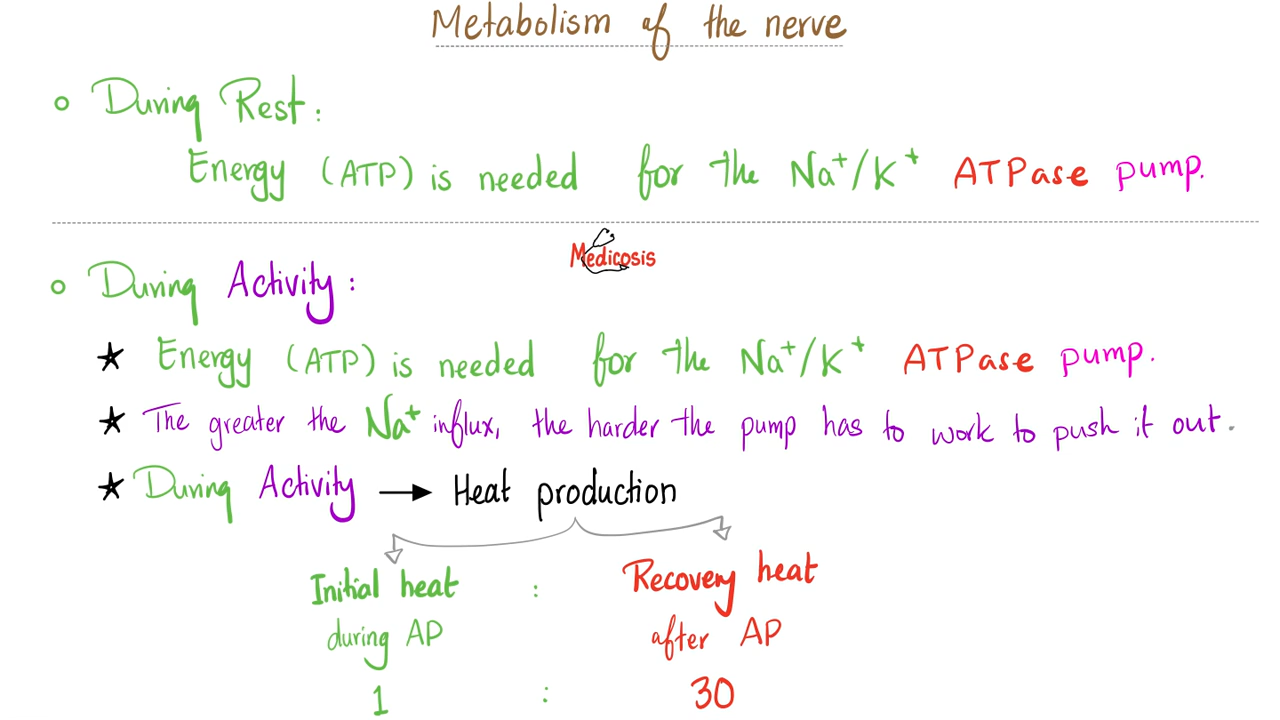 Metabolism of the nerve
o During Rest:
Energy (ATP) is needed for the Na⁺/K⁺ ATPase pump.
Medicosis
o During Activity:
★ Energy (ATP) is needed for the Na⁺/K⁺ ATPase pump.
★ The greater the Na⁺ influx, the harder the pump has to work to push it out.
★ During Activity → Heat production
Initial heat : Recovery heat
during AP after AP
1 : 30